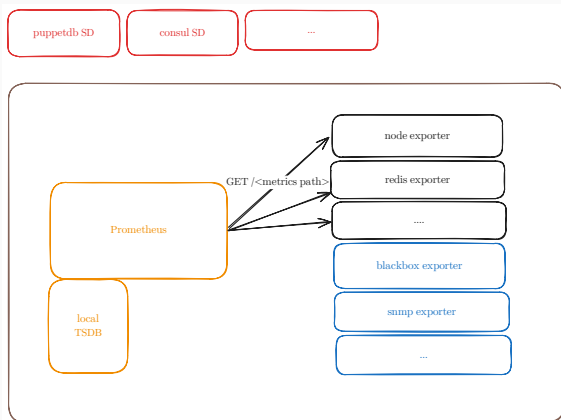 puppetdb SD
consul SD
...
node exporter
GET /<metrics path>
redis exporter
Prometheus
....
blackbox exporter
snmp exporter
local
TSDB
...